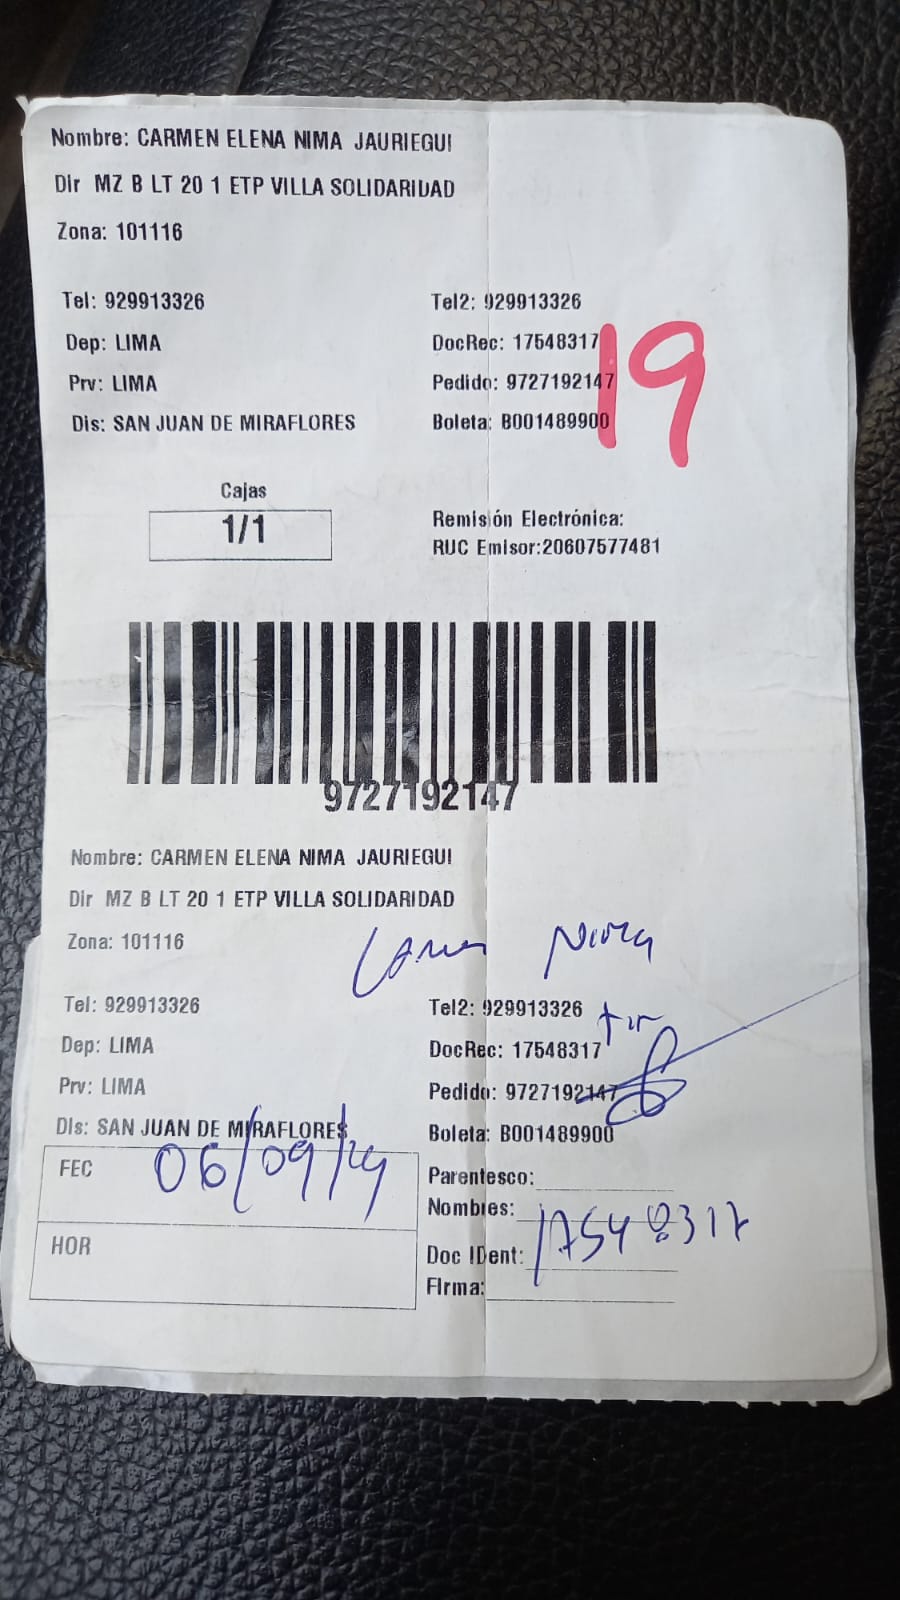 Nombre: CARMEN ELENA NIMA JAURIEGUI
Dir MZ B LT 20 1 ETP VILLA SOLIDARIDAD
Zona: 101116
Tel: 929913326 Tel2: 929913326
Dep: LIMA DocRec: 17548317
19
Prv: LIMA Pedido: 9727192147
Dis: SAN JUAN DE MIRAFLORES Boleta: B001489900
Cajas
1/1
Remisión Electrónica:
RUC Emisor:20607577481
9727192147
Nombre: CARMEN ELENA NIMA JAURIEGUI
Dir MZ B LT 20 1 ETP VILLA SOLIDARIDAD
Zona: 101116
Nima
Tel: 929913326 Tel2: 929913326
Dep: LIMA DocRec: 17548317
Prv: LIMA Pedido: 9727192147
Dis: SAN JUAN DE MIRAFLORES Boleta: B001489900
FEC 06/09/24
Parentesco:
Nombres:
HOR
Doc IDent: 17548317
Firma: